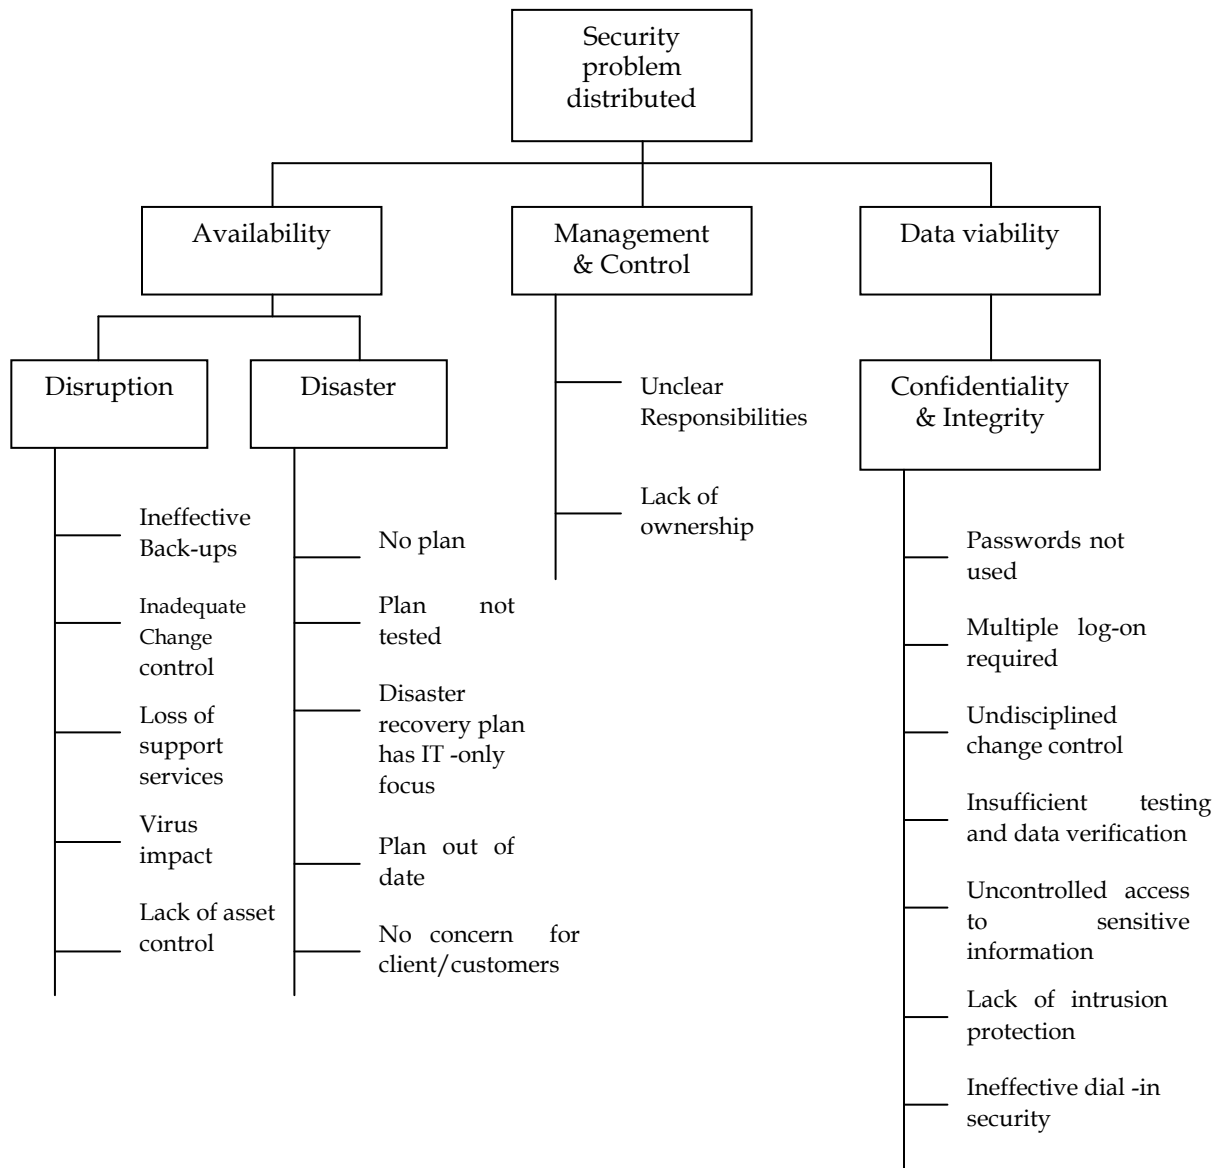 Security
problem
distributed
Availability
Management
& Control
Data viability
Disruption
Disaster
Confidentiality
& Integrity
Unclear
Responsibilities
Lack of
ownership
Ineffective
Back-ups
Inadequate
Change
control
Loss of
support
services
Virus
impact
Lack of asset
control
No plan
Plan not
tested
Disaster
recovery plan
has IT -only
focus
Plan out of
date
No concern for
client/customers
Passwords not
used
Multiple log-on
required
Undisciplined
change control
Insufficient testing
and data verification
Uncontrolled access
to sensitive
information
Lack of intrusion
protection
Ineffective dial -in
security